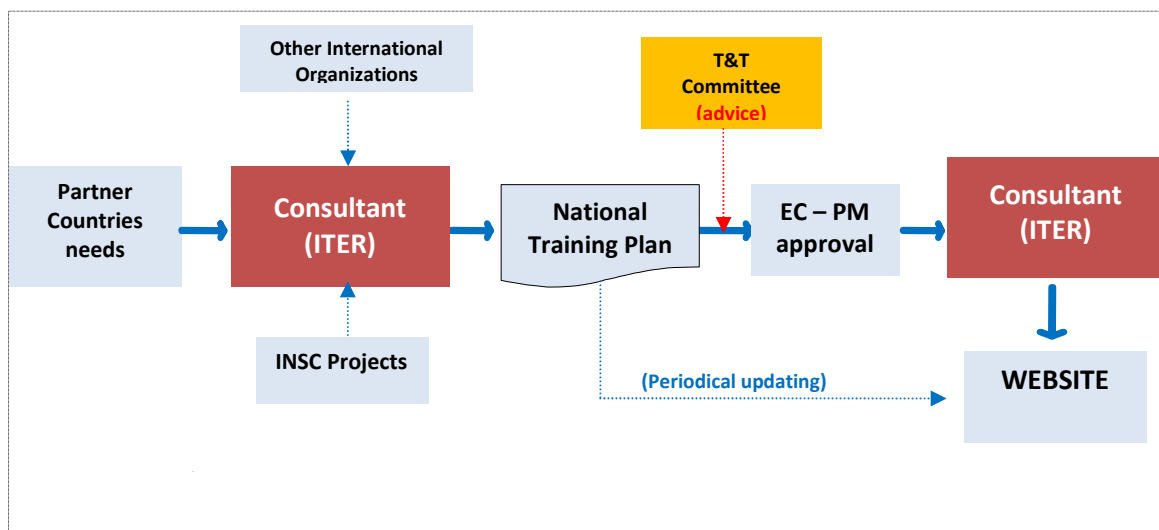 Other International
Organizations
T&T
Committee
(advice)
Partner
Countries
needs
Consultant
(ITER)
National
Training Plan
EC – PM
approval
Consultant
(ITER)
INSC Projects
(Periodical updating)
WEBSITE